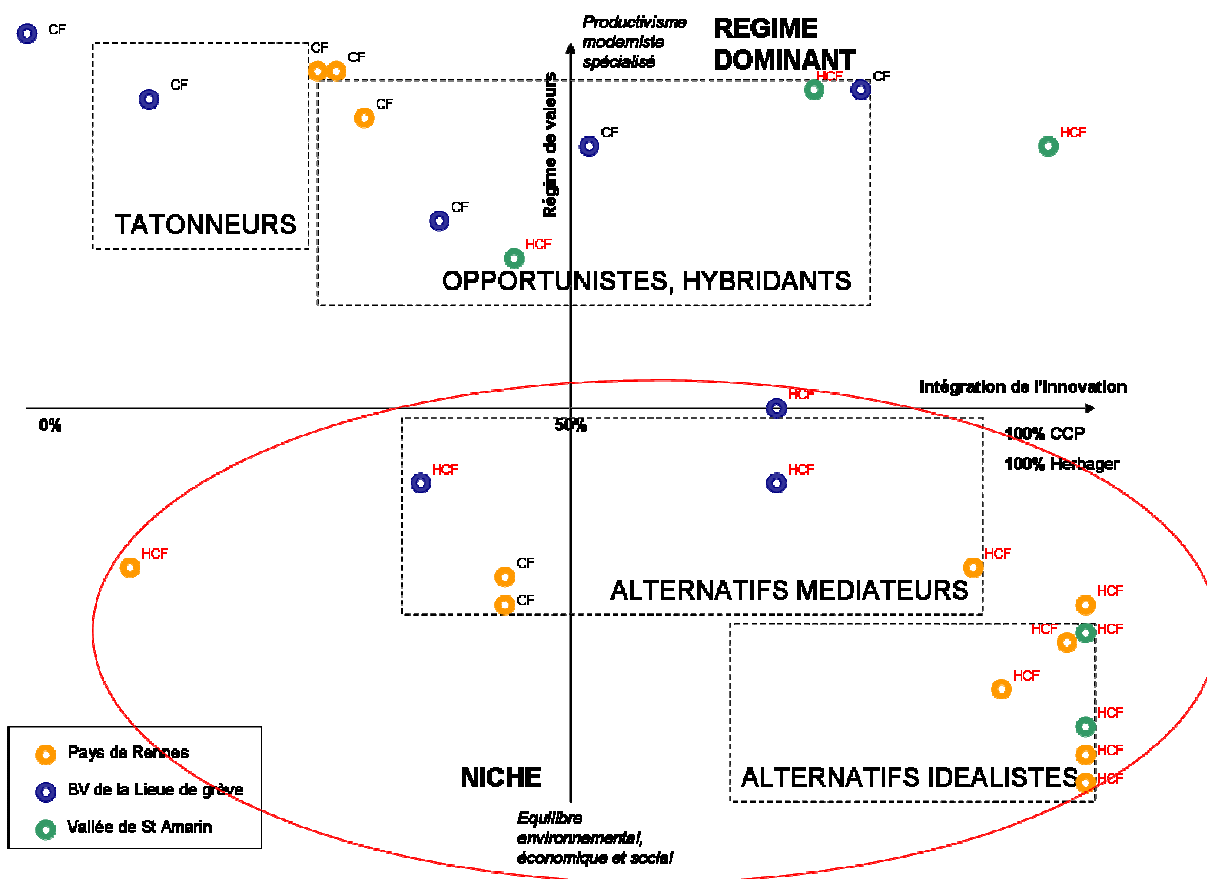 Productivisme
moderniste
spécialisé
REGIME
DOMINANT
Régime de valeurs
CF
CF
CF
CF
HCF
CF
CF
HCF
CF
HCF
TATONNEURS
OPPORTUNISTES, HYBRIDANTS
Intégration de l'Innovation
HCF
0%
50%
100% CCP
100% Herbager
HCF
HCF
HCF
CF
HCF
CF
ALTERNATIFS MEDIATEURS
HCF
HCF
HCF
HCF
HCF
HCF
HCF
NICHE
ALTERNATIFS IDEALISTES
Equilibre
environnemental,
économique et social
Pays de Rennes
BV de la Lieue de grève
Vallée de St Amarin